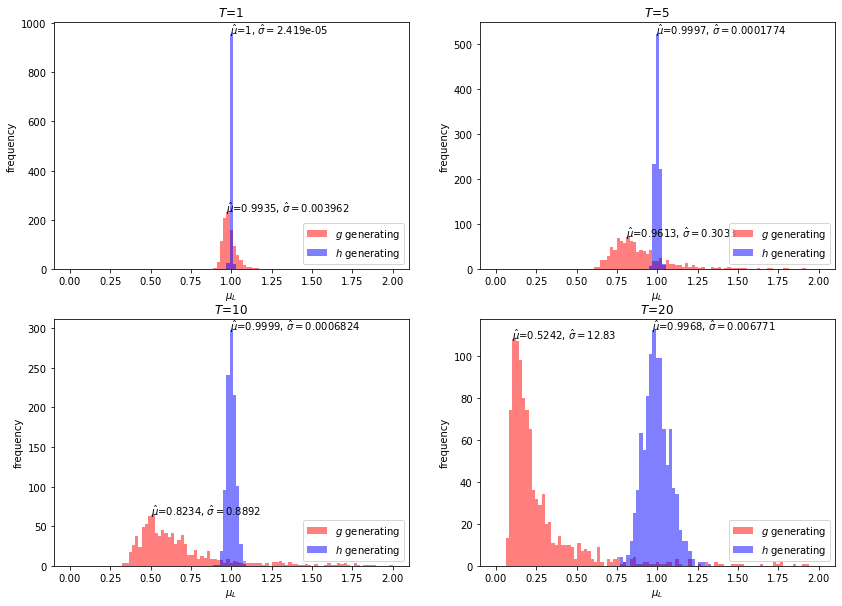 T=1
1000
800
600
400
200
0
frequency
μ̂=1, σ̂ = 2.419e-05
μ̂=0.9935, σ̂ = 0.003962
g generating
h generating
0.00 0.25 0.50 0.75 1.00 1.25 1.50 1.75 2.00
μ_L
T=5
500
400
300
200
100
0
frequency
μ̂=0.9997, σ̂ = 0.0001774
μ̂=0.9613, σ̂ = 0.303
g generating
h generating
0.00 0.25 0.50 0.75 1.00 1.25 1.50 1.75 2.00
μ_L
T=10
300
250
200
150
100
50
0
frequency
μ̂=0.9999, σ̂ = 0.0006824
μ̂=0.8234, σ̂ = 0.8892
g generating
h generating
0.00 0.25 0.50 0.75 1.00 1.25 1.50 1.75 2.00
μ_L
T=20
100
80
60
40
20
0
frequency
μ̂=0.5242, σ̂ = 12.83
μ̂=0.9968, σ̂ = 0.006771
g generating
h generating
0.00 0.25 0.50 0.75 1.00 1.25 1.50 1.75 2.00
μ_L